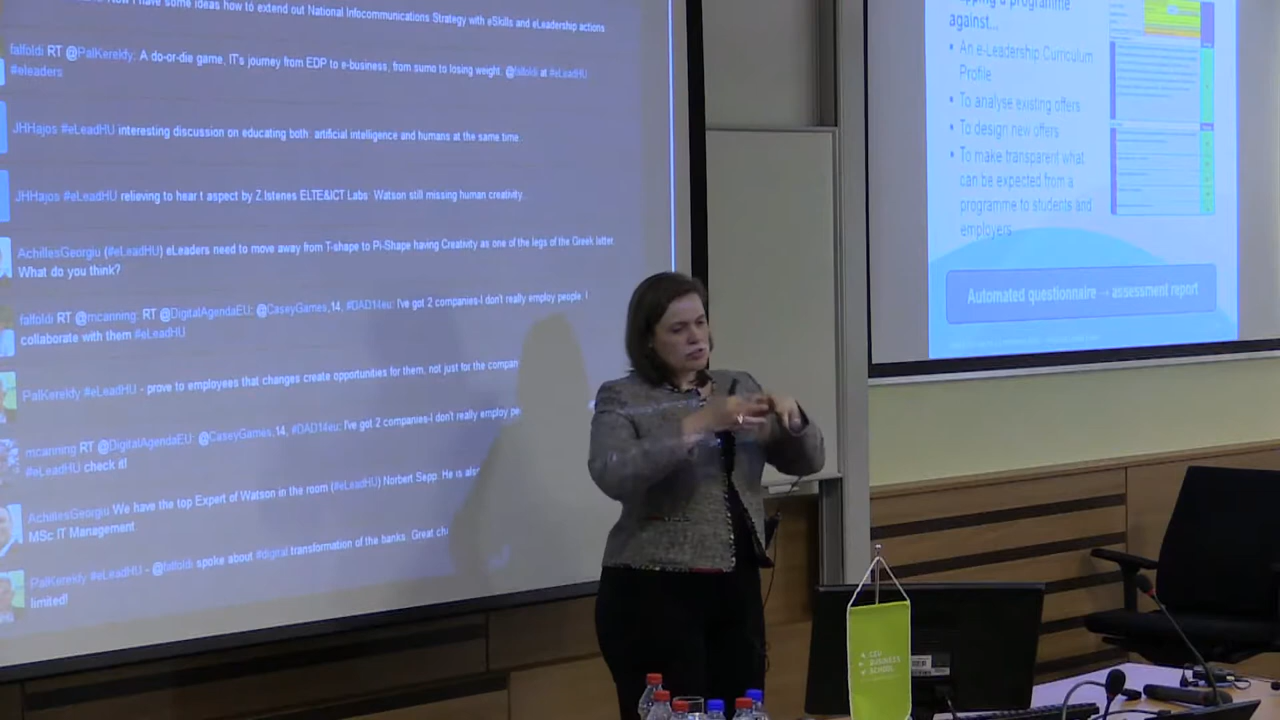 have some ideas how to extend out National Infocommunications Strategy with eSkills and eLeadership actions
falfoldi RT @PalKerekly: A do-or-die game, IT's journey from EDP to e-business, from sumo to losing weight. @falfoldi at #eLeadHU
#eleaders
JHHajos #eLeadHU interesting discussion on educating both: artificial intelligence and humans at the same time
JHHajos #eLeadHU relieving to hear t aspect by Z.Istenes ELTE&ICT Labs: Watson still missing human creativity.
AchillesGeorgiu (#eLeadHU) eLeaders need to move away from T-shape to Pi-Shape having Creativity as one of the legs of the Greek letter.
What do you think?
falfoldi RT @mcanning: RT @DigitalAgendaEU: @CaseyGames,14, #DAD14eu: I've got 2 companies-I don't really employ people, I
collaborate with them #eLeadHU
PalKerekly #eLeadHU - prove to employees that changes create opportunities for them, not just for the compan
mcanning RT @DigitalAgendaEU: @CaseyGames,14, #DAD14eu: I've got 2 companies-I don't really employ pe
#eLeadHU check it!
AchillesGeorgiu We have the top Expert of Watson in the room (#eLeadHU) Norbert Sepp. He is also
MSc IT Management
PalKerekly #eLeadHU - @falfoldi spoke about #digital transformation of the banks. Great ch
limited!
a programme
against...
• An e-Leadership Curriculum
Profile
• To analyse existing offers
• To design new offers
• To make transparent what
can be expected from a
programme to students and
employers
Automated questionnaire → assessment report
CEU
BUSINESS
SCHOOL